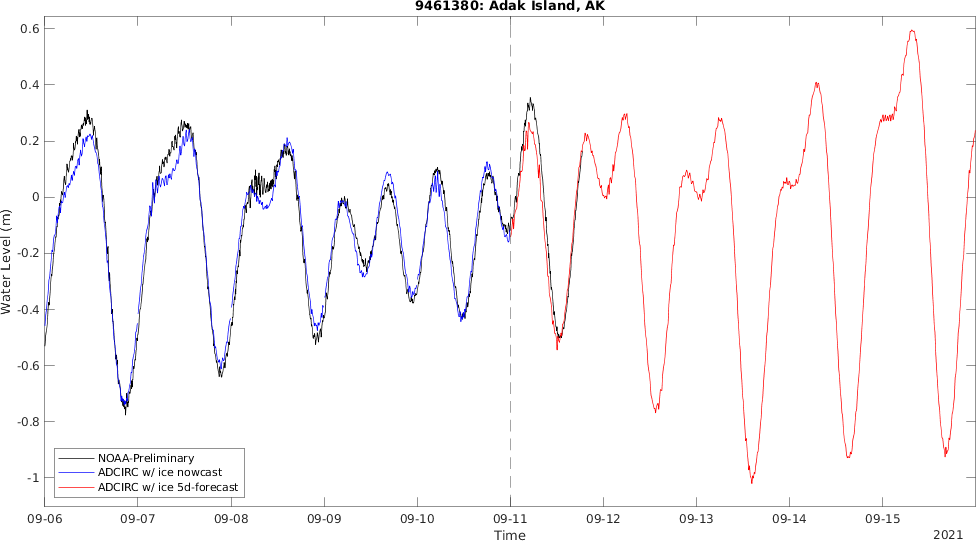 9461380: Adak Island, AK
0.6
0.4
0.2
0
-0.2
-0.4
-0.6
-0.8
-1
Water Level (m)
NOAA-Preliminary
ADCIRC w/ ice nowcast
ADCIRC w/ ice 5d-forecast
09-06 09-07 09-08 09-09 09-10 09-11 09-12 09-13 09-14 09-15
Time
2021